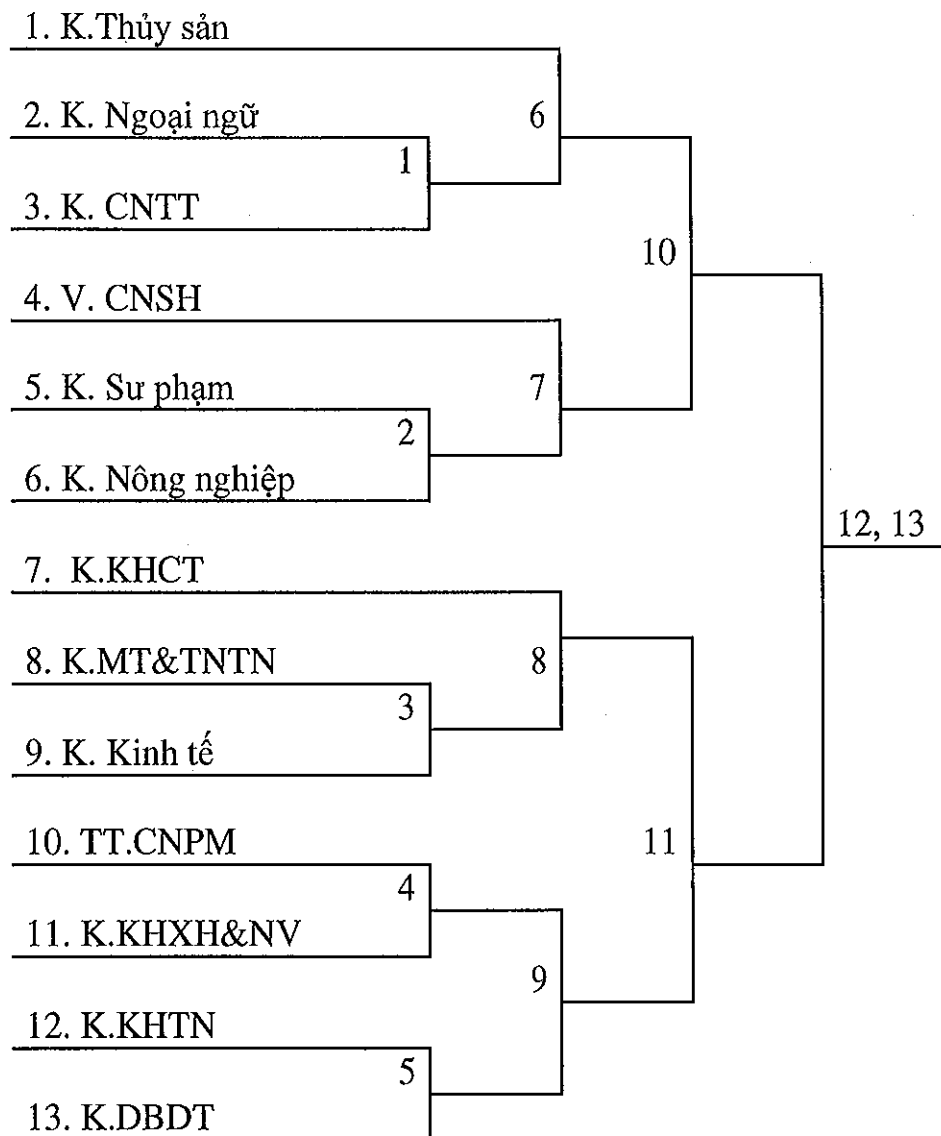 1. K.Thủy sản
2. K. Ngoại ngữ
6
1
3. K. CNTT
10
4. V. CNSH
5. K. Sư phạm
7
2
6. K. Nông nghiệp
12, 13
7. K.KHCT
8. K.MT&TNTN
8
3
9. K. Kinh tế
10. TT.CNPM
11
4
11. K.KHXH&NV
9
12. K.KHTN
5
13. K.DBDT